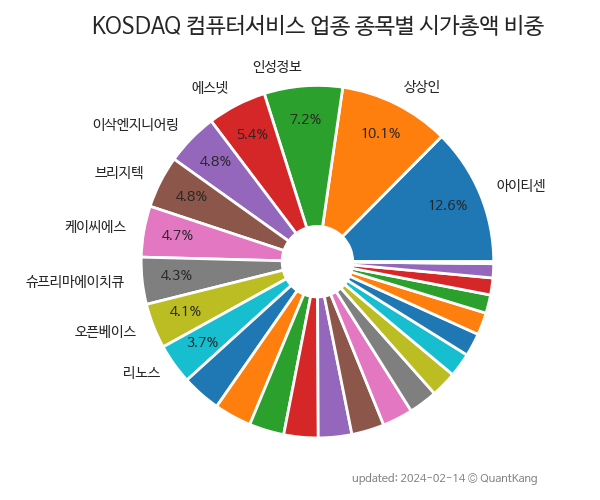 KOSDAQ 컴퓨터서비스 업종 종목별 시가총액 비중
인성정보
에스넷
상상인
이삭엔지니어링
브리지텍
아이티센
케이씨에스
슈프리마에이치큐
오픈베이스
리노스
7.2%
5.4%
10.1%
4.8%
4.8%
12.6%
4.7%
4.3%
4.1%
3.7%
updated: 2024-02-14 © QuantKang